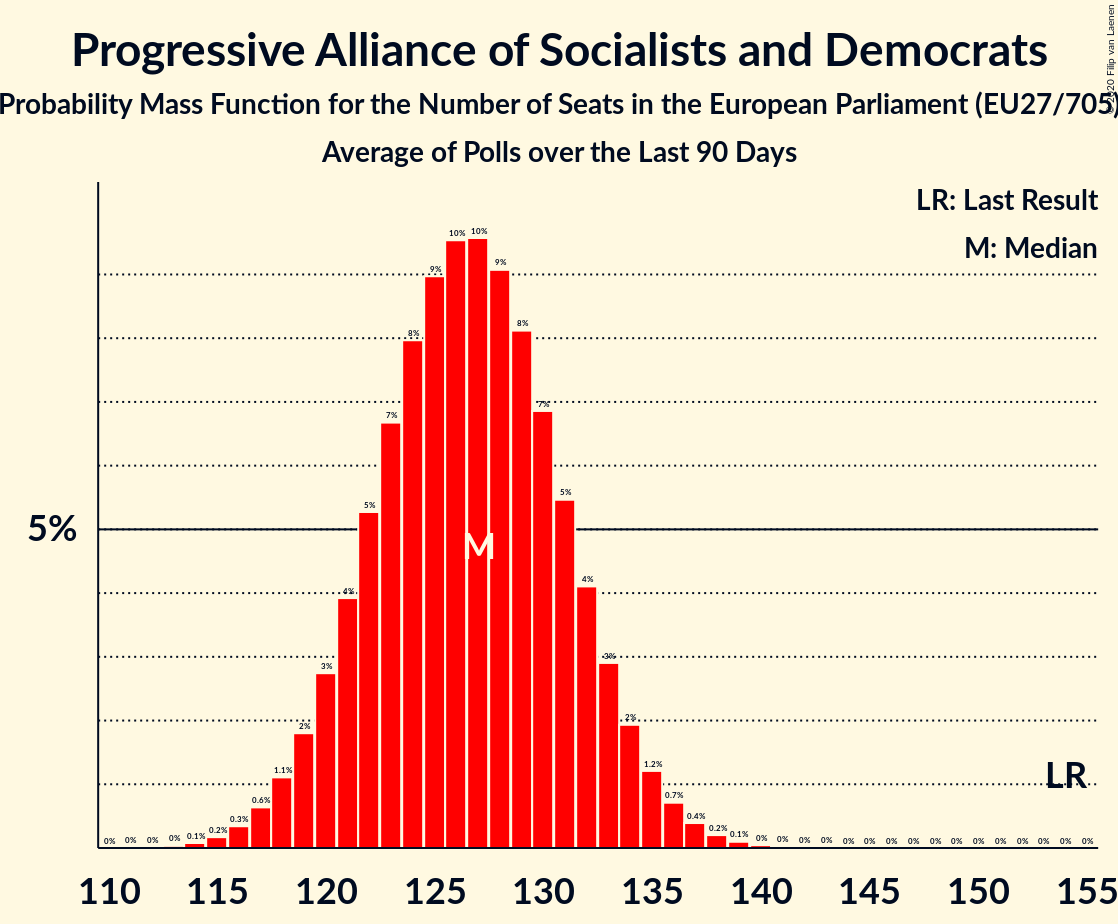 Progressive Alliance of Socialists and Democrats
Probability Mass Function for the Number of Seats in the European Parliament (EU27/705)
Average of Polls over the Last 90 Days
© 2020 Filip van Laenen
LR: Last Result
M: Median
10% 10%
9% 9%
8% 8%
7% 7%
5% 5%
5%
M
4% 4%
3% 3%
2% 2%
LR
1.1% 1.2%
0.6% 0.7%
0% 0% 0% 0% 0.1% 0.2% 0.3% 0.4% 0.2% 0.1% 0% 0% 0% 0% 0% 0% 0% 0% 0% 0% 0% 0% 0% 0% 0% 0%
110 115 120 125 130 135 140 145 150 155